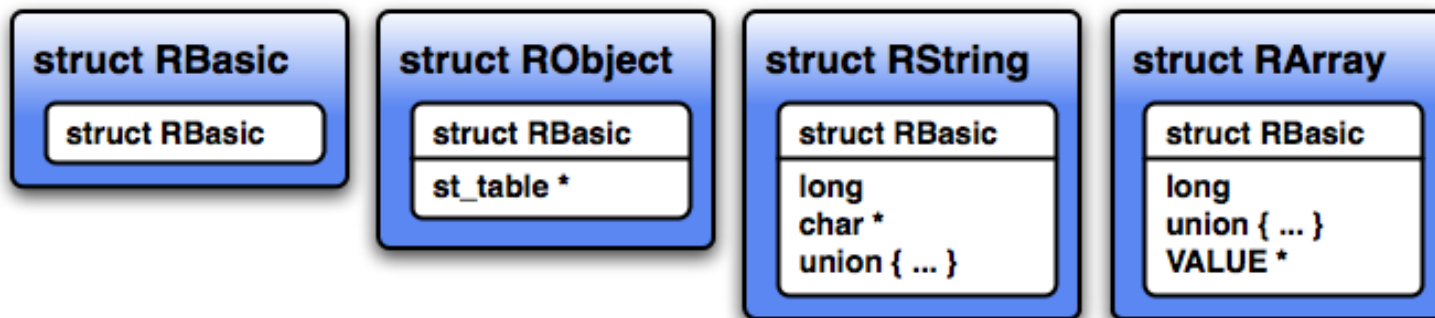 struct RBasic
struct RBasic
struct RObject
struct RBasic
st_table *
struct RString
struct RBasic
long
char *
union { ... }
struct RArray
struct RBasic
long
union { ... }
VALUE *